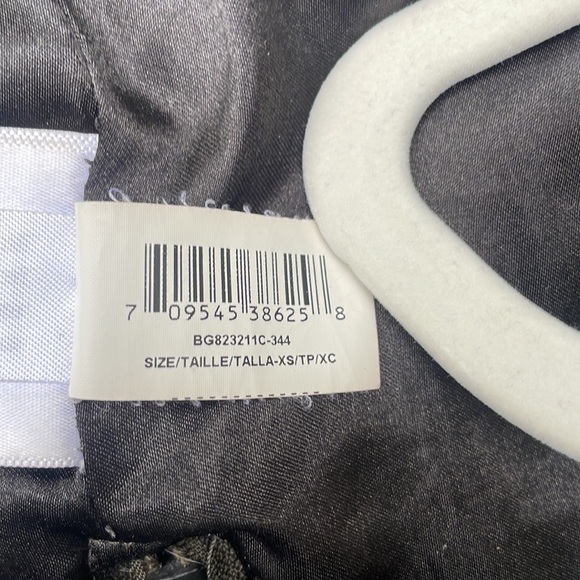 7 09545 38625 8
BG823211C-344
SIZE/TAILLE/TALLA-XS/TP/XC